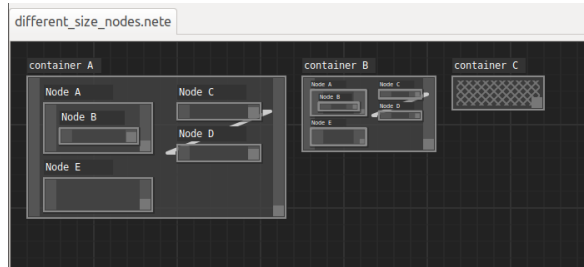 different_size_nodes.nete
container A
container B
container C
Node A
Node C
Node B
Node D
Node E
Node A
Node C
Node B
Node D
Node E